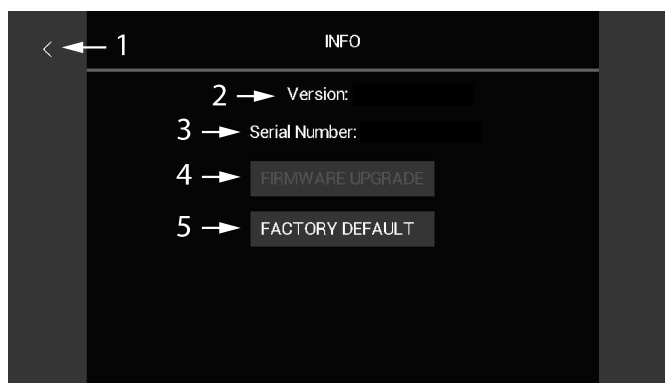 < 1 INFO
2 Version:
3 Serial Number:
4 FIRMWARE UPGRADE
5 FACTORY DEFAULT